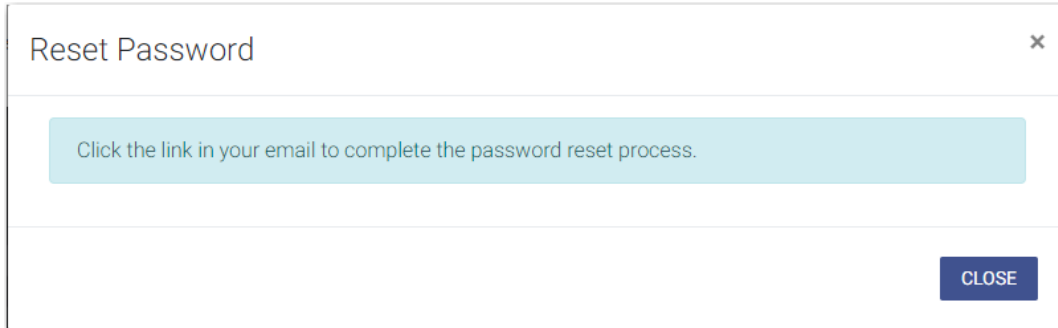 Reset Password
×
Click the link in your email to complete the password reset process.
CLOSE